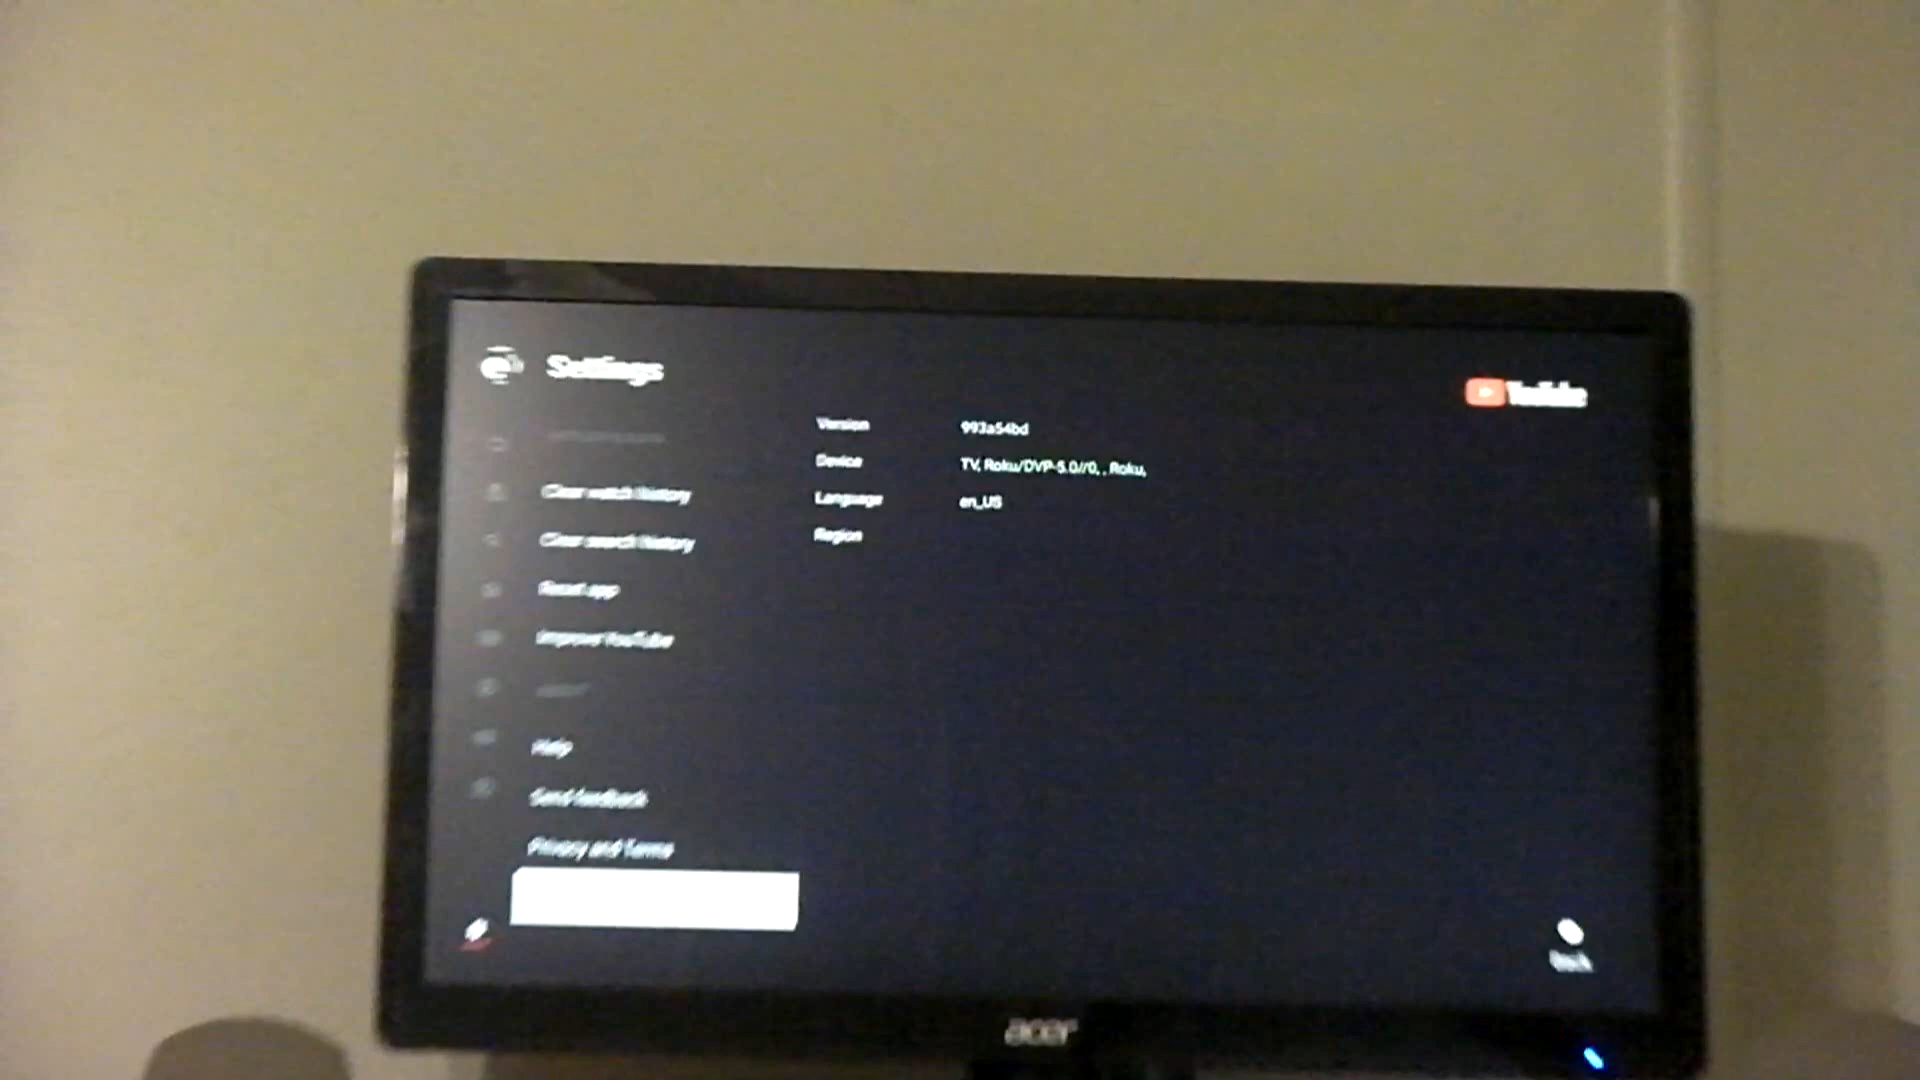 Settings
YouTube
Version 993a54bd
Device TV, Roku/DVP-5.0//0, , Roku,
Language en_US
Region
Clear watch history
Clear search history
Reset app
Improve YouTube
Help
Send feedback
Privacy and Terms
Back
acer